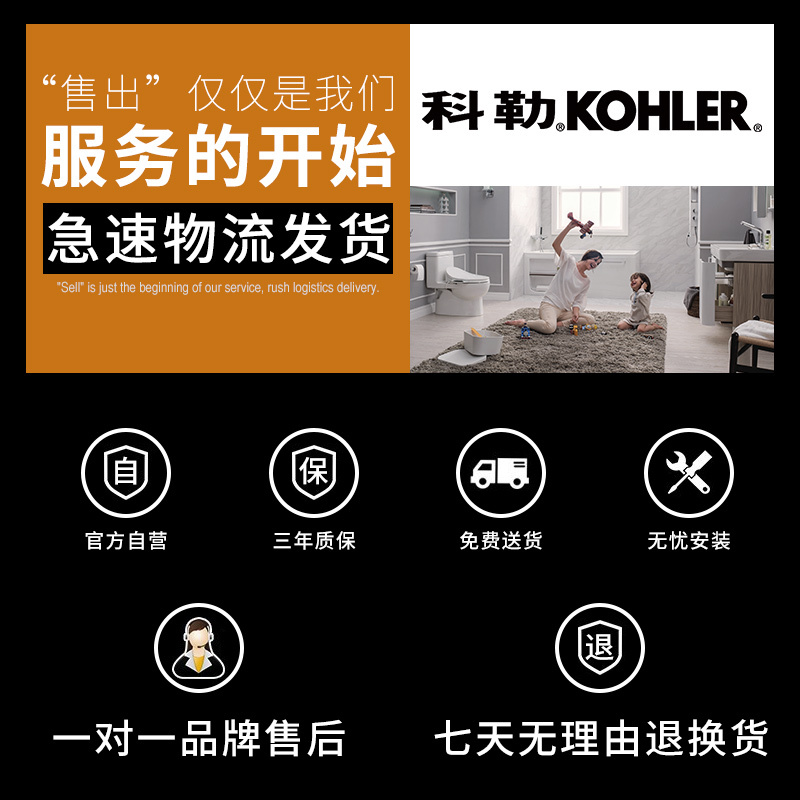 “售出”仅仅是我们
服务的开始
急速物流发货
"Sell" is just the beginning of our service, rush logistics delivery.
科勒®KOHLER®
自
保
官方自营
三年质保
免费送货
无忧安装
退
一对一品牌售后
七天无理由退换货